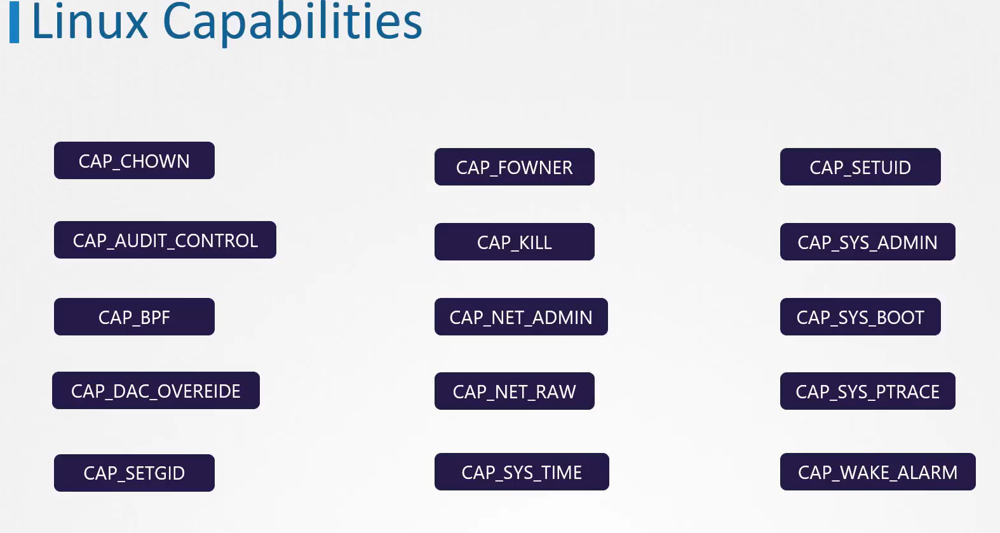 Linux Capabilities
CAP_CHOWN
CAP_FOWNER
CAP_SETUID
CAP_AUDIT_CONTROL
CAP_KILL
CAP_SYS_ADMIN
CAP_BPF
CAP_NET_ADMIN
CAP_SYS_BOOT
CAP_DAC_OVEREIDE
CAP_NET_RAW
CAP_SYS_PTRACE
CAP_SETGID
CAP_SYS_TIME
CAP_WAKE_ALARM